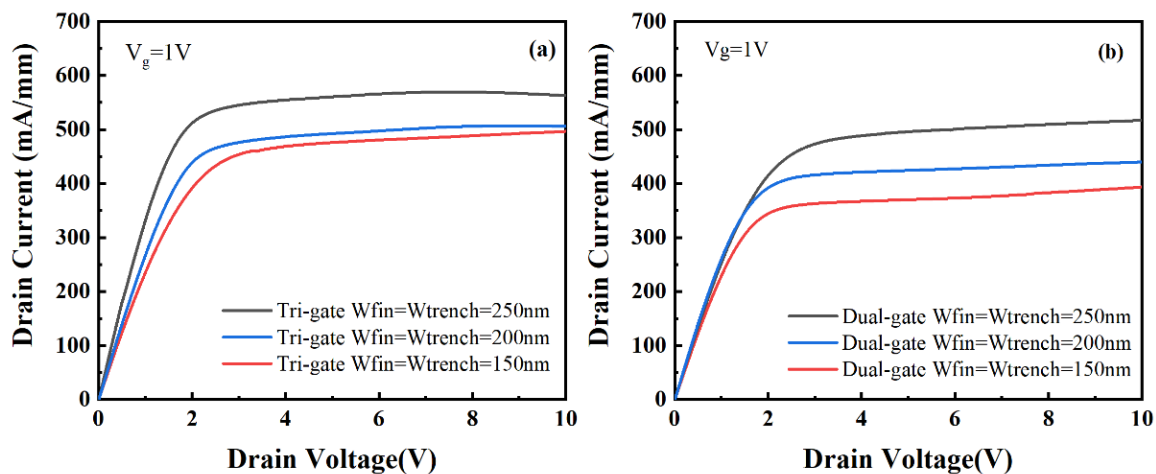 V_g=1V
(a)
Drain Current (mA/mm)
700
600
500
400
300
200
100
0
Tri-gate Wfin=Wtrench=250nm
Tri-gate Wfin=Wtrench=200nm
Tri-gate Wfin=Wtrench=150nm
0 2 4 6 8 10
Drain Voltage(V)
Vg=1V
(b)
Drain Current (mA/mm)
700
600
500
400
300
200
100
0
Dual-gate Wfin=Wtrench=250nm
Dual-gate Wfin=Wtrench=200nm
Dual-gate Wfin=Wtrench=150nm
0 2 4 6 8 10
Drain Voltage(V)